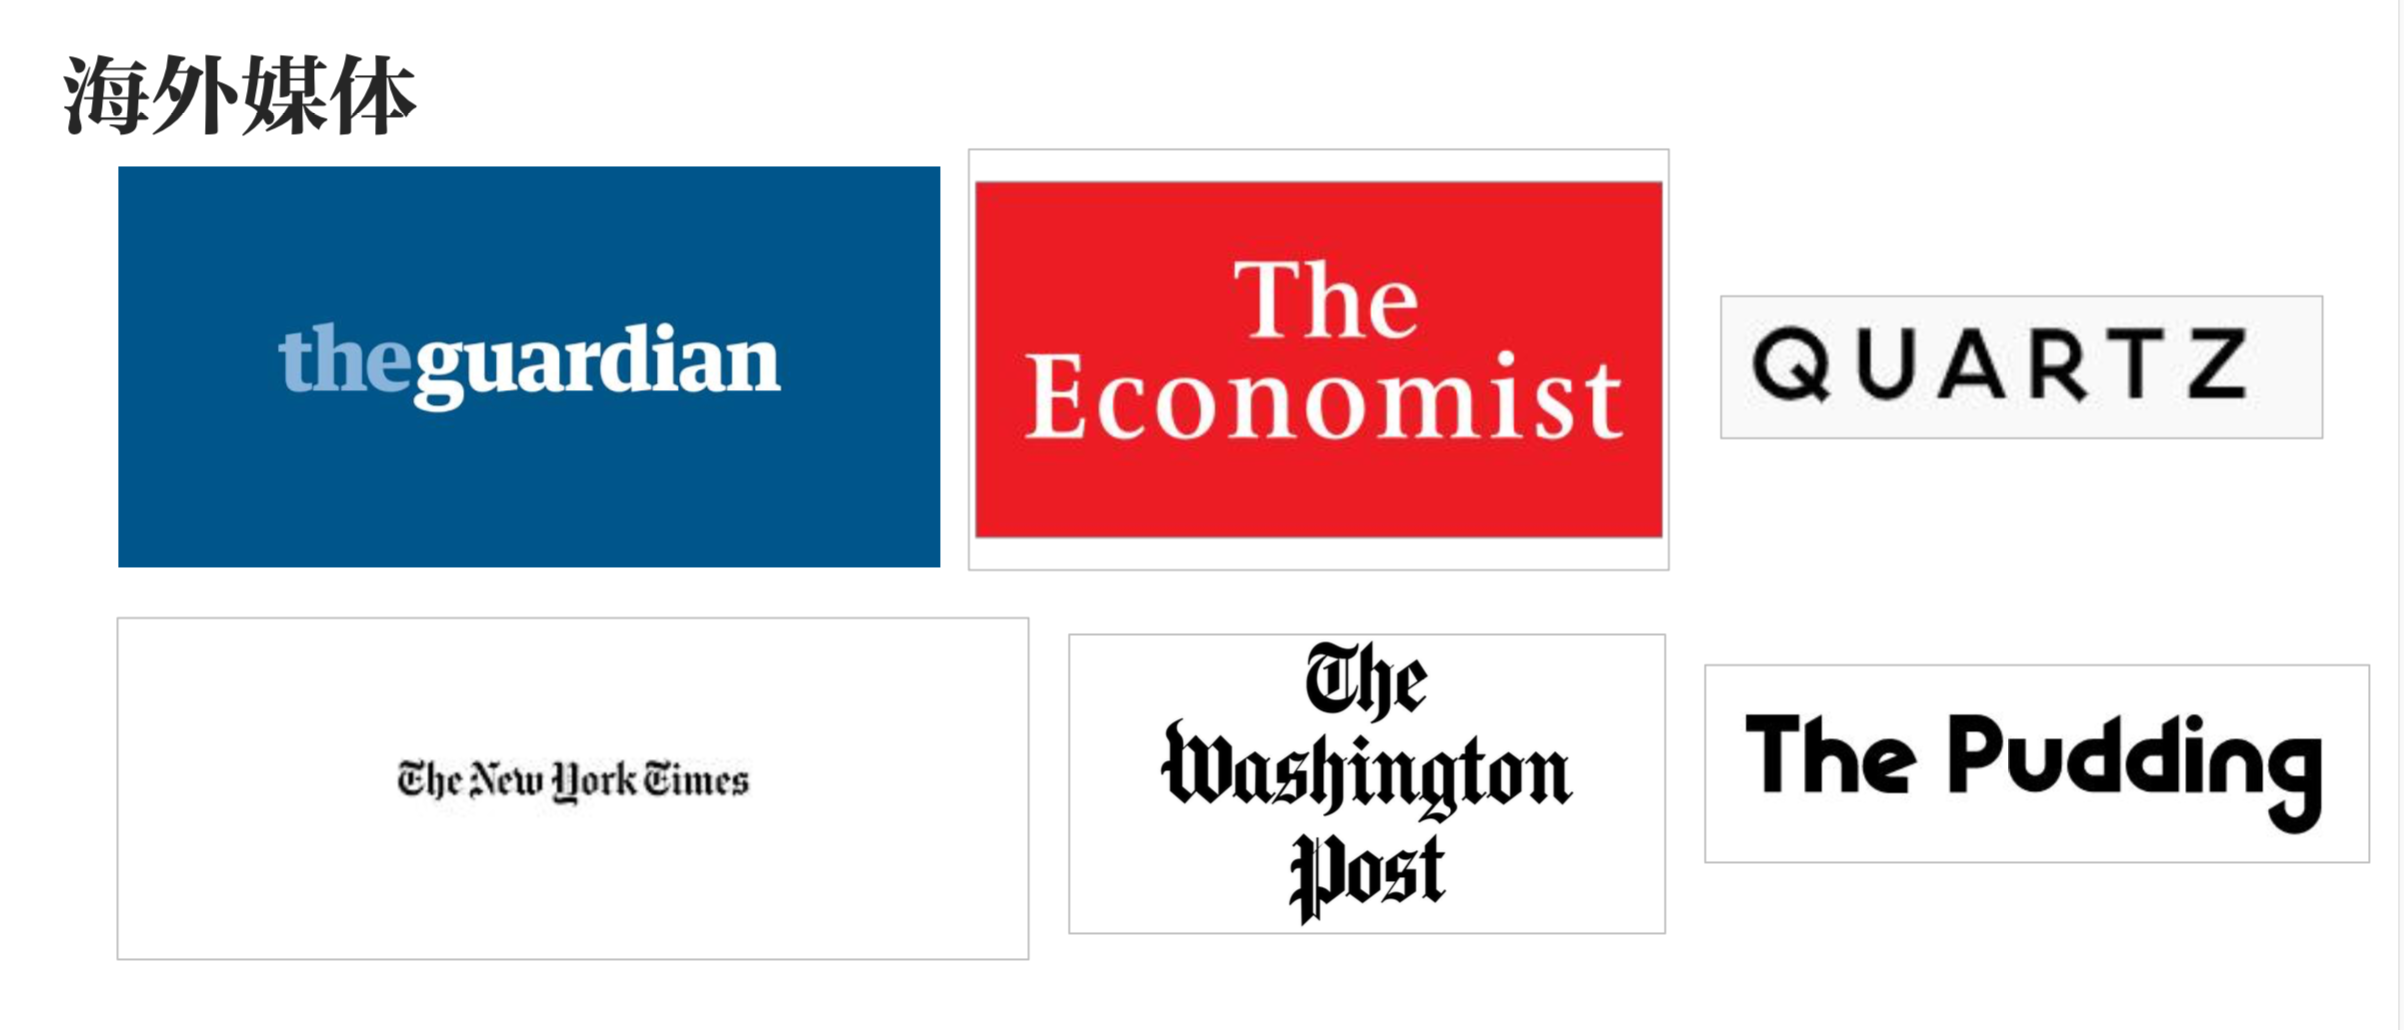 海外媒体
theguardian
The
Economist
QUARTZ
The New York Times
The
Washington
Post
The Pudding